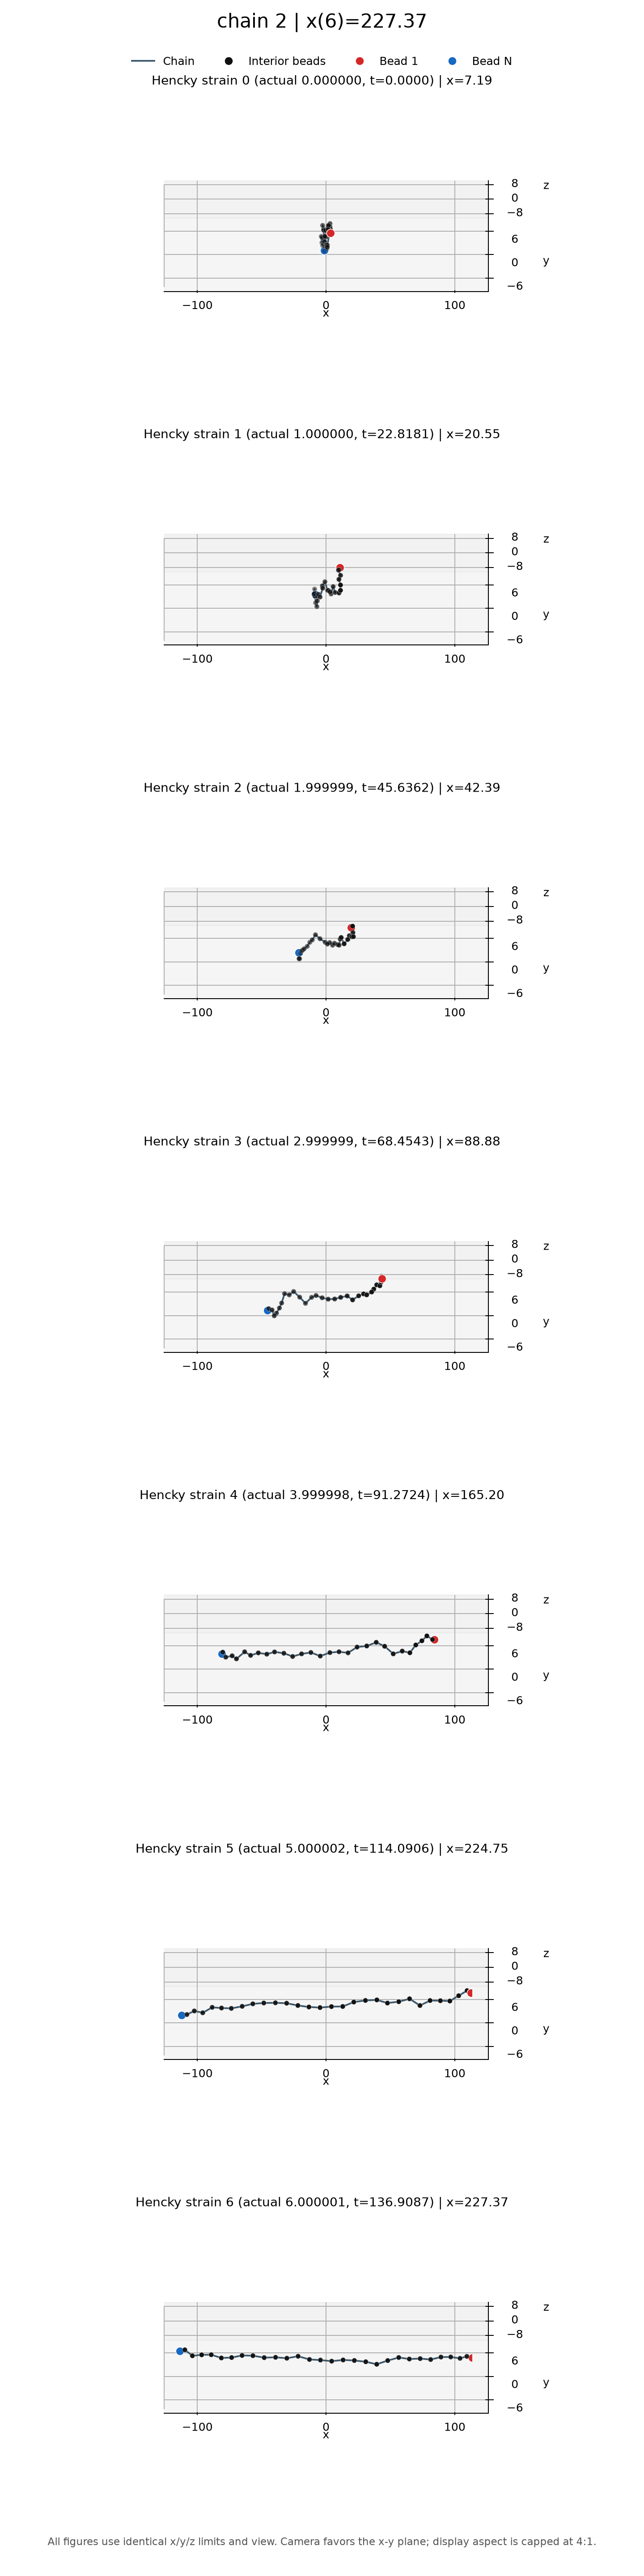 chain 2 | x(6)=227.37
Chain Interior beads Bead 1 Bead N
Hencky strain 0 (actual 0.000000, t=0.0000) | x=7.19
8 z
0
−8
6
0 y
−6
−100 0 100
x
Hencky strain 1 (actual 1.000000, t=22.8181) | x=20.55
8 z
0
−8
6
0 y
−6
−100 0 100
x
Hencky strain 2 (actual 1.999999, t=45.6362) | x=42.39
8 z
0
−8
6
0 y
−6
−100 0 100
x
Hencky strain 3 (actual 2.999999, t=68.4543) | x=88.88
8 z
0
−8
6
0 y
−6
−100 0 100
x
Hencky strain 4 (actual 3.999998, t=91.2724) | x=165.20
8 z
0
−8
6
0 y
−6
−100 0 100
x
Hencky strain 5 (actual 5.000002, t=114.0906) | x=224.75
8 z
0
−8
6
0 y
−6
−100 0 100
x
Hencky strain 6 (actual 6.000001, t=136.9087) | x=227.37
8 z
0
−8
6
0 y
−6
−100 0 100
x
All figures use identical x/y/z limits and view. Camera favors the x-y plane; display aspect is capped at 4:1.